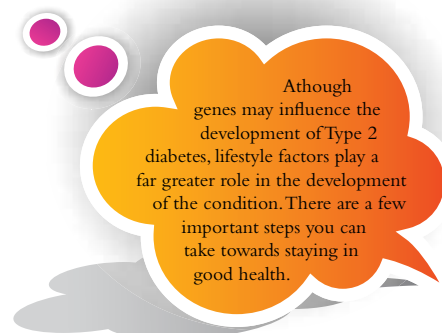 Athough
genes may influence the
development of Type 2
diabetes, lifestyle factors play a
far greater role in the development
of the condition. There are a few
important steps you can
take towards staying in
good health.